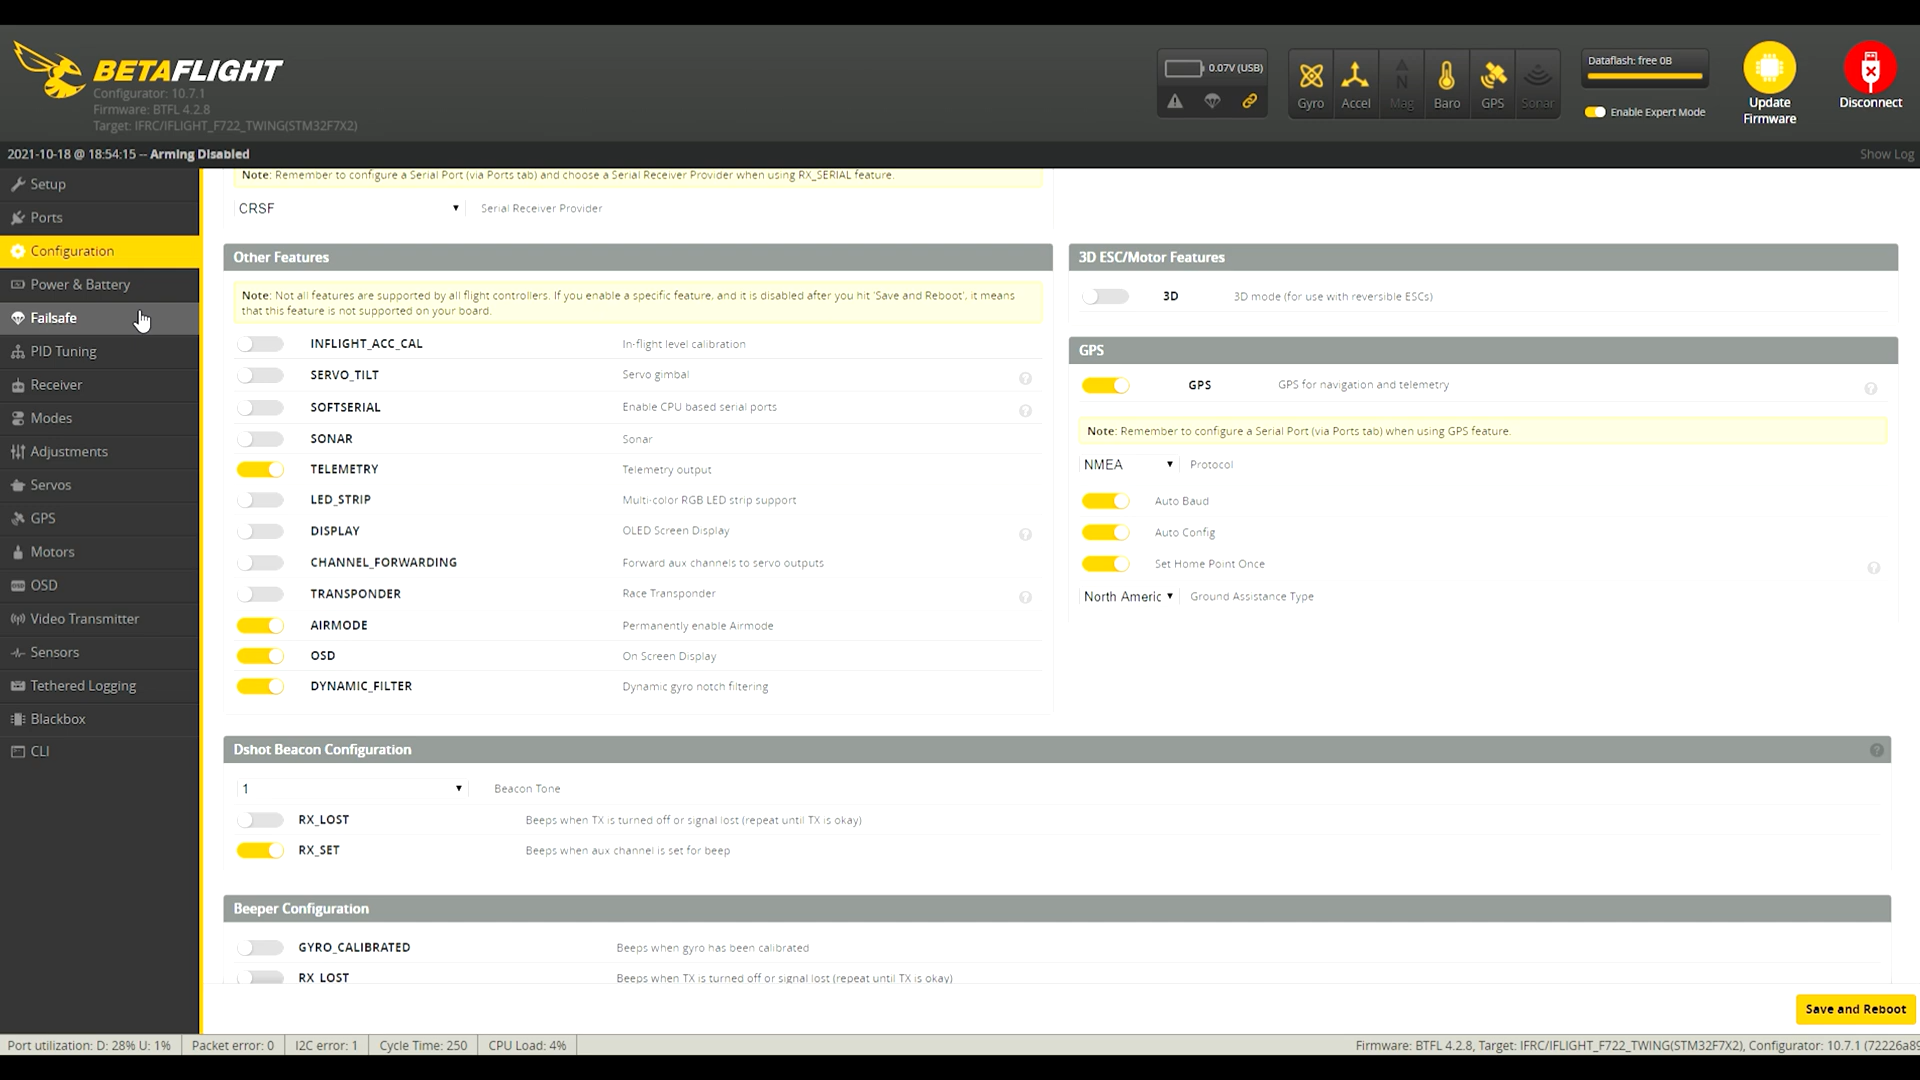 BETAFLIGHT
Configurator: 10.7.1
Firmware: BTFL 4.2.8
Target: IFRC/IFLIGHT_F722_TWING(STM32F7X2)
0.07V (USB)
Gyro
Accel
Mag
Baro
GPS
Sonar
Dataflash: free 0B
Enable Expert Mode
Update Firmware
Disconnect
2021-10-18 @ 18:54:15 -- Arming Disabled
Show Log
Setup
Ports
Configuration
Power & Battery
Failsafe
PID Tuning
Receiver
Modes
Adjustments
Servos
GPS
Motors
OSD
Video Transmitter
Sensors
Tethered Logging
Blackbox
CLI
Note: Remember to configure a Serial Port (via Ports tab) and choose a Serial Receiver Provider when using RX_SERIAL feature.
CRSF Serial Receiver Provider
Other Features
Note: Not all features are supported by all flight controllers. If you enable a specific feature, and it is disabled after you hit 'Save and Reboot', it means
that this feature is not supported on your board.
INFLIGHT_ACC_CAL In-flight level calibration
SERVO_TILT Servo gimbal
SOFTSERIAL Enable CPU based serial ports
SONAR Sonar
TELEMETRY Telemetry output
LED_STRIP Multi-color RGB LED strip support
DISPLAY OLED Screen Display
CHANNEL_FORWARDING Forward aux channels to servo outputs
TRANSPONDER Race Transponder
AIRMODE Permanently enable Airmode
OSD On Screen Display
DYNAMIC_FILTER Dynamic gyro notch filtering
3D ESC/Motor Features
3D 3D mode (for use with reversible ESCs)
GPS
GPS GPS for navigation and telemetry
Note: Remember to configure a Serial Port (via Ports tab) when using GPS feature.
NMEA Protocol
Auto Baud
Auto Config
Set Home Point Once
North Americ Ground Assistance Type
Dshot Beacon Configuration
1 Beacon Tone
RX_LOST Beeps when TX is turned off or signal lost (repeat until TX is okay)
RX_SET Beeps when aux channel is set for beep
Beeper Configuration
GYRO_CALIBRATED Beeps when gyro has been calibrated
RX_LOST Beeps when TX is turned off or signal lost (repeat until TX is okay)
Save and Reboot
Port utilization: D: 28% U: 1% Packet error: 0 I2C error: 1 Cycle Time: 250 CPU Load: 4%
Firmware: BTFL 4.2.8, Target: IFRC/IFLIGHT_F722_TWING(STM32F7X2), Configurator: 10.7.1 (72226a89